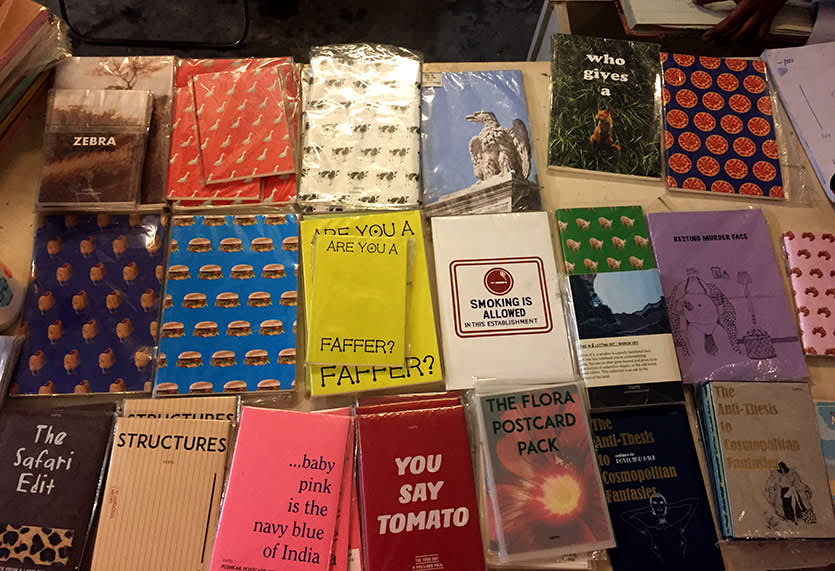 ZEBRA
who
gives
a
ARE YOU A
ARE YOU A
FAFFER?
FAFFER?
SMOKING IS
ALLOWED
IN THIS ESTABLISHMENT
RESTING MURDER FACE
The
Safari
Edit
STRUCTURES
STRUCTURES
...baby
pink
is the
navy blue
of India
YOU
SAY
TOMATO
THE FLORA
POSTCARD
PACK
The
Anti-Thesis
to
POSTCARD PACK
Cosmopolitan
Fantasies
The
Anti-Thesis
to
Cosmopolitan
Fantasies